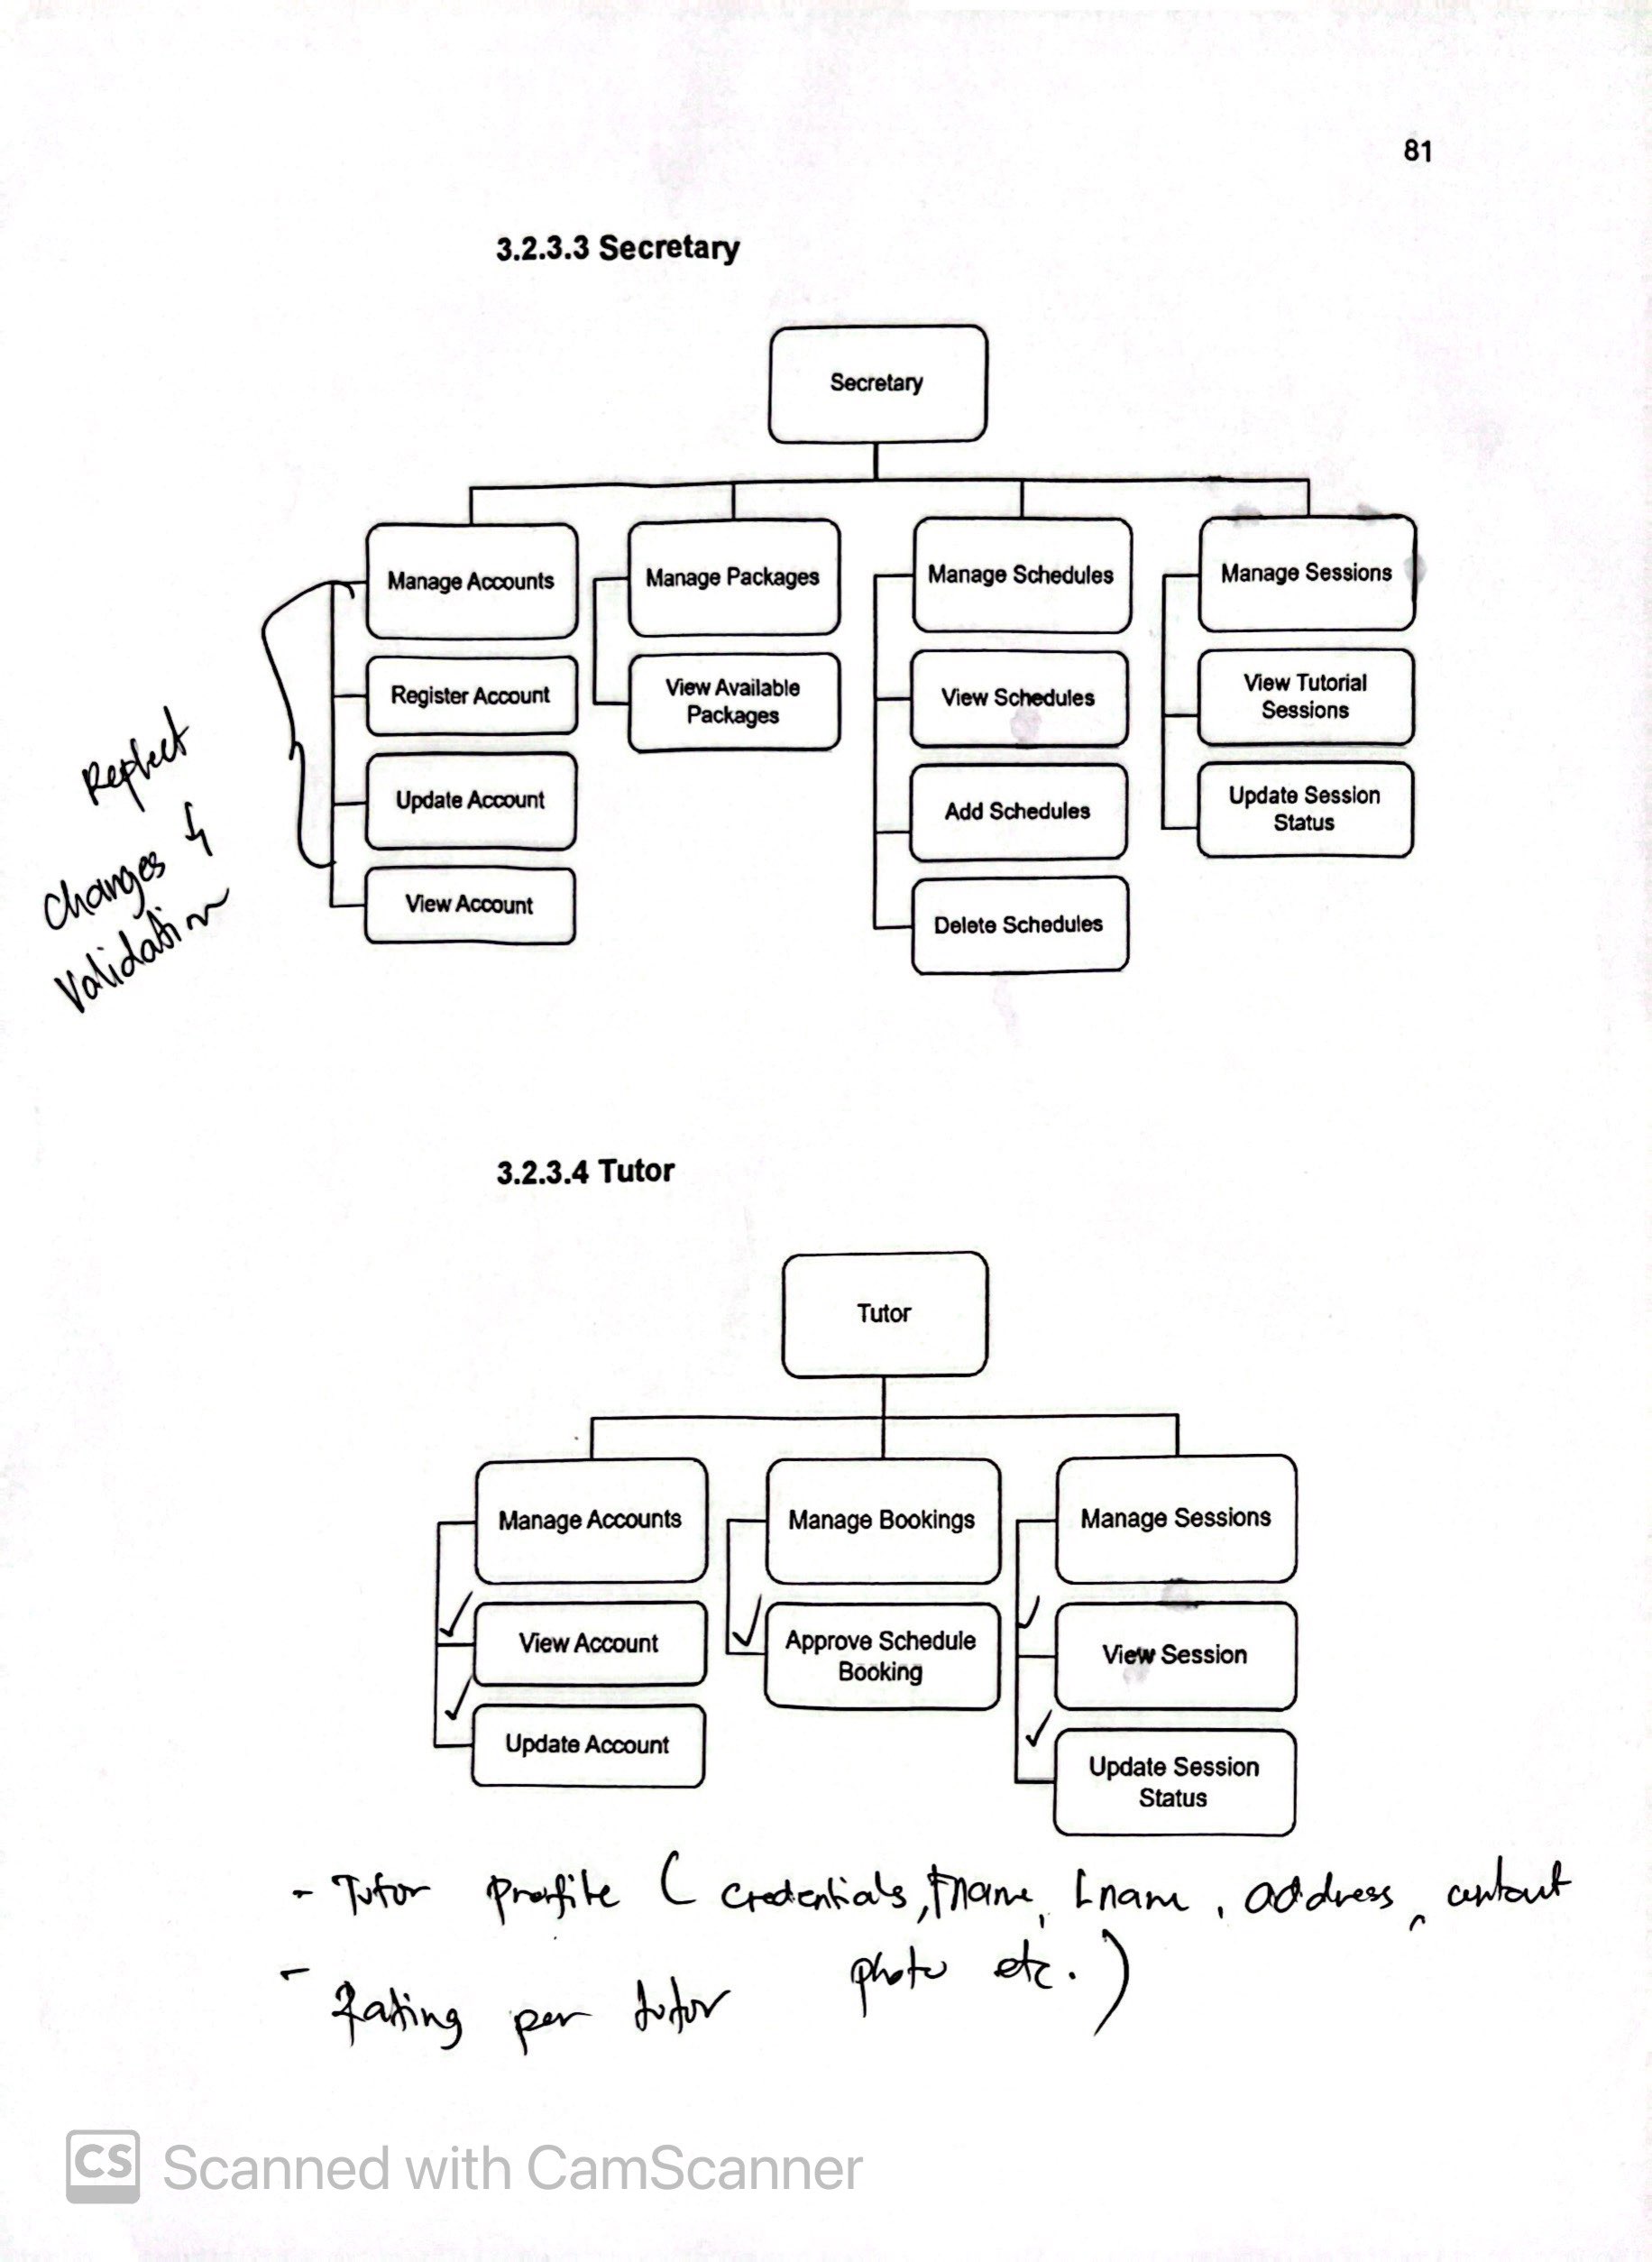 81
3.2.3.3 Secretary
Secretary
Manage Accounts
Register Account
Update Account
View Account
Manage Packages
View Available
Packages
Manage Schedules
View Schedules
Add Schedules
Delete Schedules
Manage Sessions
View Tutorial
Sessions
Update Session
Status
Reflect
Changes &
Validation
3.2.3.4 Tutor
Tutor
Manage Accounts
View Account
Update Account
Manage Bookings
Approve Schedule
Booking
Manage Sessions
View Session
Update Session
Status
- Tutor profile ( credentials, Fname, Lname, address,
photo etc.)
- Rating per tutor
CS Scanned with CamScanner